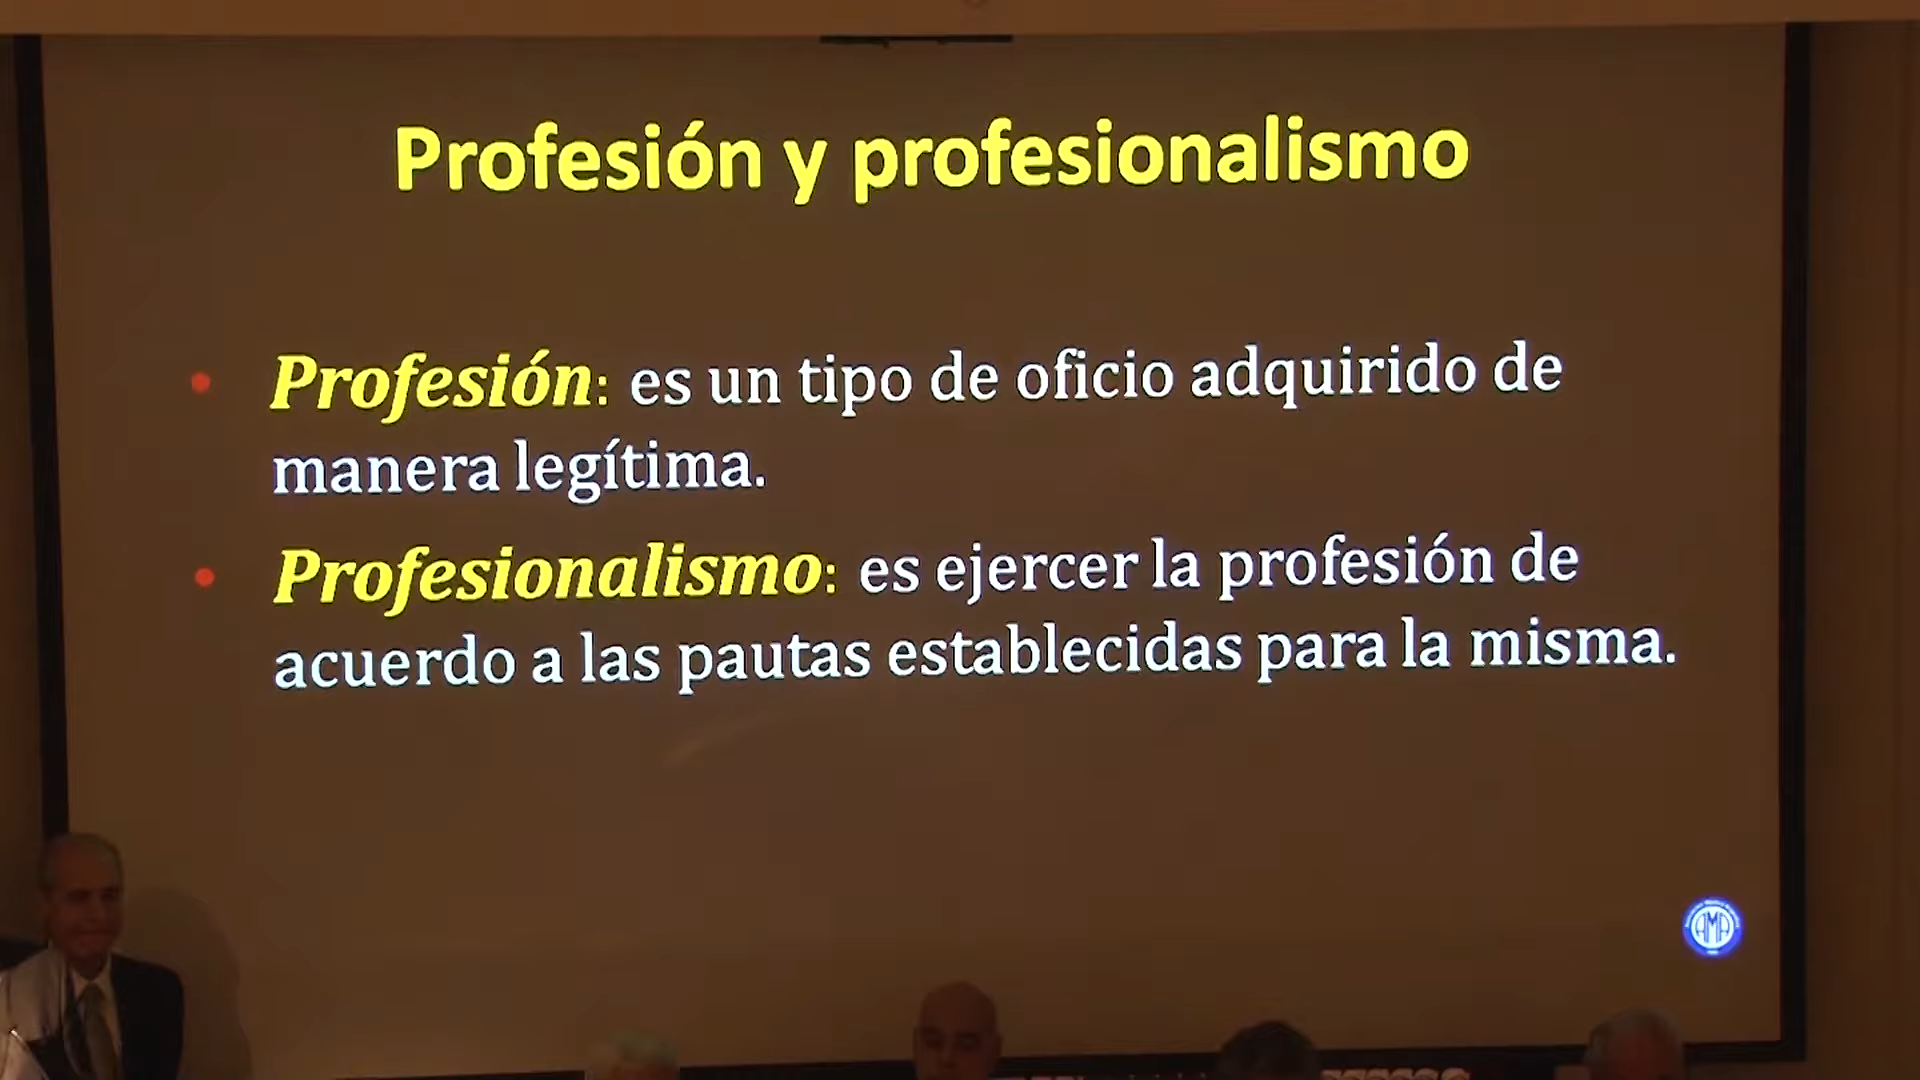 Profesión y profesionalismo
• Profesión: es un tipo de oficio adquirido de
manera legítima.
• Profesionalismo: es ejercer la profesión de
acuerdo a las pautas establecidas para la misma.
AMA